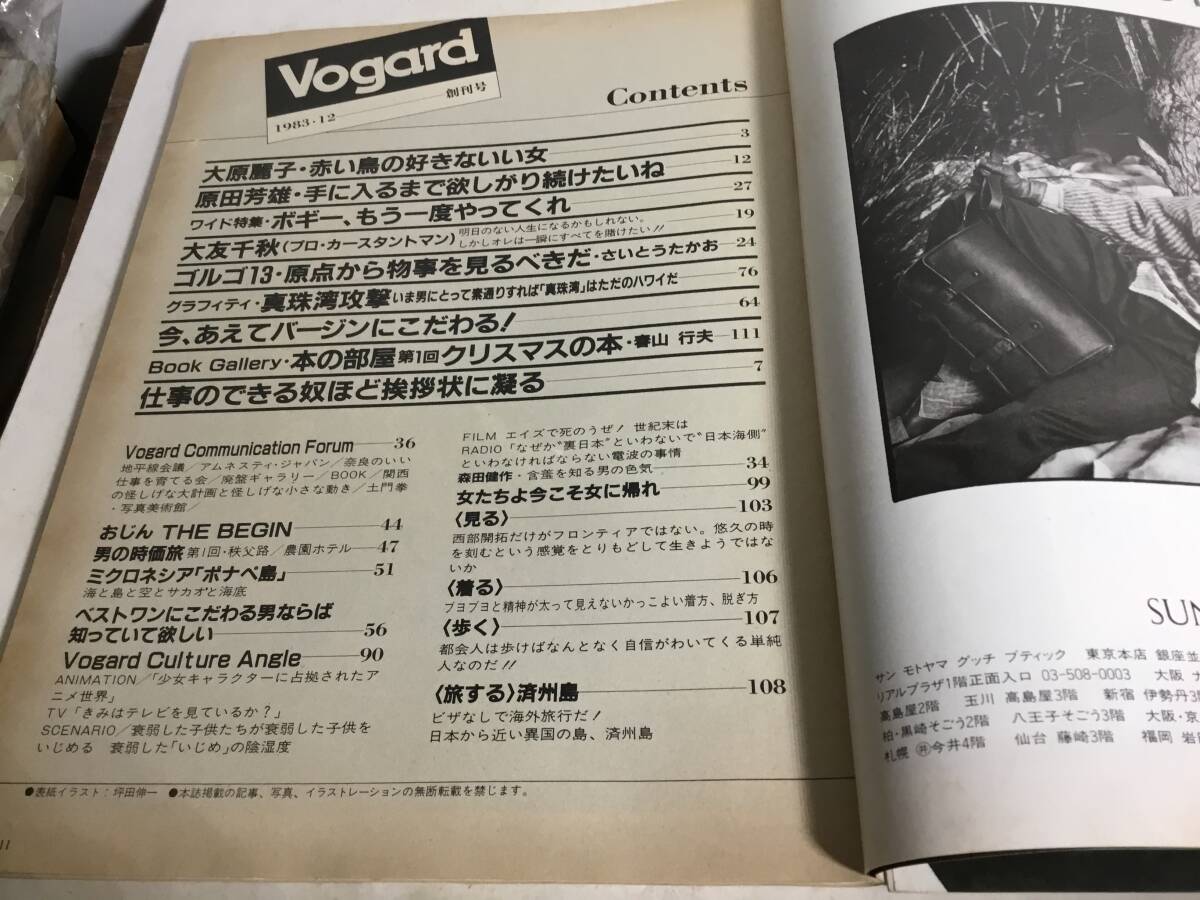 Vogard
1983・12 創刊号
Contents
大原麗子・赤い鳥の好きないい女 3
原田芳雄・手に入るまで欲しがり続けたいね 12
ワイド特集・ボギー、もう一度やってくれ 27
大友千秋(プロ・カースタントマン) 明日のない人生になるかもしれない。 19
しかしオレは一瞬にすべてを賭けたい!!
ゴルゴ13・原点から物事を見るべきだ・さいとうたかお 24
グラフィティ・真珠湾攻撃 いま男にとって素通りすれば「真珠湾」はただのハワイだ 76
今、あえてバージンにこだわる! 64
Book Gallery・本の部屋 第1回 クリスマスの本・春山 行夫 111
仕事のできる奴ほど挨拶状に凝る 7
Vogard Communication Forum 36
地平線会議/アムネスティ・ジャパン/奈良のいい
仕事を育てる会/廃盤ギャラリー/BOOK/関西
の怪しげな大計画と怪しげな小さな動き/土門拳
・写真美術館/
おじん THE BEGIN 44
男の時価旅 第1回・秩父路/農園ホテル 47
ミクロネシア「ポナペ島」 51
海と島と空とサカオと海底
ベストワンにこだわる男ならば
知っていて欲しい 56
Vogard Culture Angle 90
ANIMATION/「少女キャラクターに占拠されたア
ニメ世界」
TV「きみはテレビを見ているか?」
SCENARIO/衰弱した子供たちが衰弱した子供を
いじめる 衰弱した「いじめ」の陰湿度
FILM エイズで死のうぜ! 世紀末は
RADIO「なぜか"裏日本"といわないで"日本海側"
といわなければならない電波の事情
森田健作・含羞を知る男の色気 34
女たちよ今こそ女に帰れ 99
〈見る〉 103
西部開拓だけがフロンティアではない。悠久の時
を刻むという感覚をとりもどして生きようではな
いか
〈着る〉 106
ブヨブヨと精神が太って見えないかっこよい着方、脱ぎ方
〈歩く〉 107
都会人は歩けばなんとなく自信がわいてくる単純
人なのだ!!
〈旅する〉済州島 108
ビザなしで海外旅行だ!
日本から近い異国の島、済州島
●表紙イラスト:坪田伸一 ●本誌掲載の記事、写真、イラストレーションの無断転載を禁じます。
11
SUN
サン モトヤマ グッチ ブティック 東京本店 銀座並
リアルプラザ1階正面入口 03-508-0003 大阪
高島屋2階 玉川 高島屋3階 新宿 伊勢丹3
柏・黒崎そごう2階 八王子そごう3階 大阪・京
札幌 丸井今井4階 仙台 藤崎3階 福岡 岩田